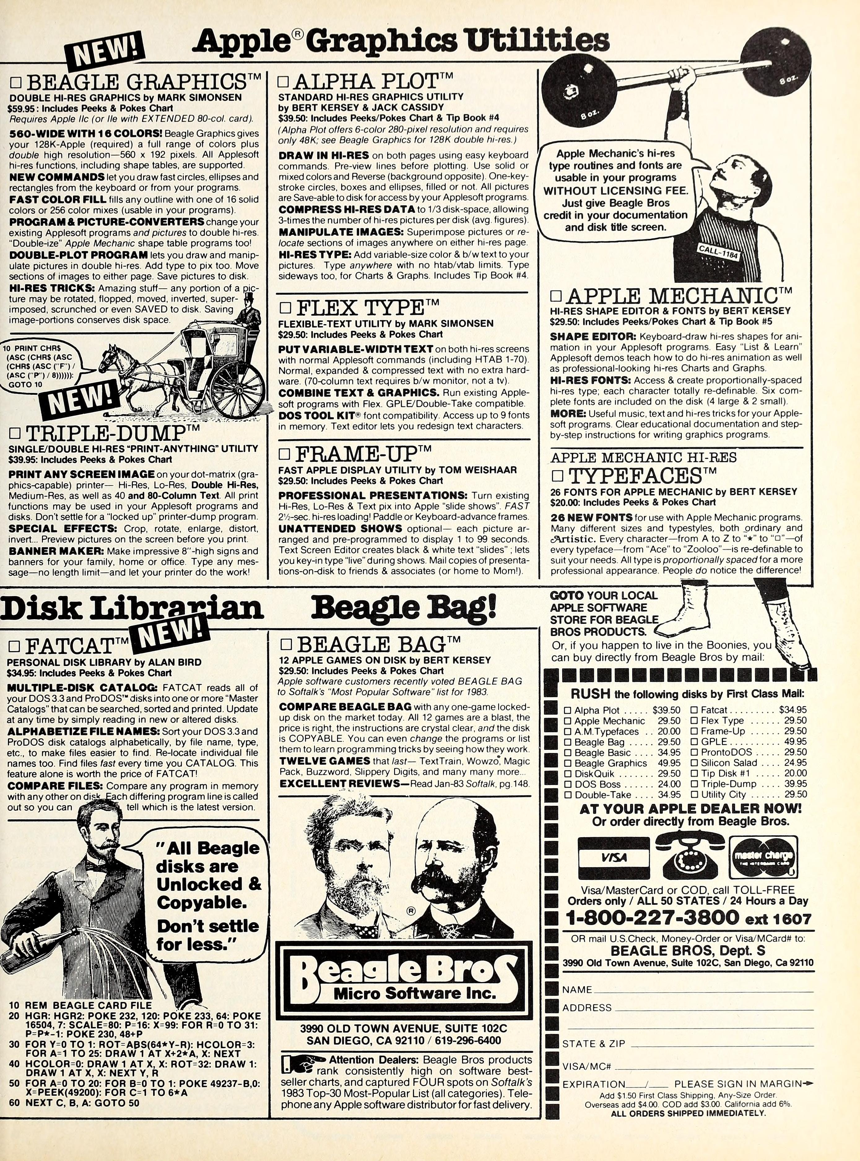 Apple® Graphics Utilities
NEW!
□ BEAGLE GRAPHICS™
DOUBLE HI-RES GRAPHICS by MARK SIMONSEN
$59.95: Includes Peeks & Pokes Chart
Requires Apple IIc (or IIe with EXTENDED 80-col. card).
560-WIDE WITH 16 COLORS! Beagle Graphics gives
your 128K-Apple (required) a full range of colors plus
double high resolution—560 x 192 pixels. All Applesoft
hi-res functions, including shape tables, are supported.
NEW COMMANDS let you draw fast circles, ellipses and
rectangles from the keyboard or from your programs.
FAST COLOR FILL fills any outline with one of 16 solid
colors or 256 color mixes (usable in your programs).
PROGRAM & PICTURE-CONVERTERS change your
existing Applesoft programs and pictures to double hi-res.
"Double-ize" Apple Mechanic shape table programs too!
DOUBLE-PLOT PROGRAM lets you draw and manip-
ulate pictures in double hi-res. Add type to pix too. Move
sections of images to either page. Save pictures to disk.
HI-RES TRICKS: Amazing stuff— any portion of a pic-
ture may be rotated, flopped, moved, inverted, super-
imposed, scrunched or even SAVED to disk. Saving
image-portions conserves disk space.
10 PRINT CHR$
(ASC (CHR$ (ASC
(CHR$ (ASC ("F") /
(ASC ("P") / 8)))))):
GOTO 10
NEW!
□ TRIPLE-DUMP™
SINGLE/DOUBLE HI-RES "PRINT-ANYTHING" UTILITY
$39.95: Includes Peeks & Pokes Chart
PRINT ANY SCREEN IMAGE on your dot-matrix (gra-
phics-capable) printer— Hi-Res, Lo-Res, Double Hi-Res,
Medium-Res, as well as 40 and 80-Column Text. All print
functions may be used in your Applesoft programs and
disks. Don't settle for a "locked up" printer-dump program.
SPECIAL EFFECTS: Crop, rotate, enlarge, distort,
invert... Preview pictures on the screen before you print.
BANNER MAKER: Make impressive 8"-high signs and
banners for your family, home or office. Type any mes-
sage—no length limit—and let your printer do the work!
□ ALPHA PLOT™
STANDARD HI-RES GRAPHICS UTILITY
by BERT KERSEY & JACK CASSIDY
$39.50: Includes Peeks/Pokes Chart & Tip Book #4
(Alpha Plot offers 6-color 280-pixel resolution and requires
only 48K; see Beagle Graphics for 128K double hi-res.)
DRAW IN HI-RES on both pages using easy keyboard
commands. Pre-view lines before plotting. Use solid or
mixed colors and Reverse (background opposite). One-key-
stroke circles, boxes and ellipses, filled or not. All pictures
are Save-able to disk for access by your Applesoft programs.
COMPRESS HI-RES DATA to 1/3 disk-space, allowing
3-times the number of hi-res pictures per disk (avg. figures).
MANIPULATE IMAGES: Superimpose pictures or re-
locate sections of images anywhere on either hi-res page.
HI-RES TYPE: Add variable-size color & b/w text to your
pictures. Type anywhere with no htab/vtab limits. Type
sideways too, for Charts & Graphs. Includes Tip Book #4.
□ FLEX TYPE™
FLEXIBLE-TEXT UTILITY by MARK SIMONSEN
$29.50: Includes Peeks & Pokes Chart
PUT VARIABLE-WIDTH TEXT on both hi-res screens
with normal Applesoft commands (including HTAB 1-70).
Normal, expanded & compressed text with no extra hard-
ware. (70-column text requires b/w monitor, not a tv).
COMBINE TEXT & GRAPHICS. Run existing Apple-
soft programs with Flex. GPLE/Double-Take compatible.
DOS TOOL KIT® font compatibility. Access up to 9 fonts
in memory. Text editor lets you redesign text characters.
□ FRAME-UP™
FAST APPLE DISPLAY UTILITY by TOM WEISHAAR
$29.50: Includes Peeks & Pokes Chart
PROFESSIONAL PRESENTATIONS: Turn existing
Hi-Res, Lo-Res & Text pix into Apple "slide shows". FAST
2½-sec. hi-res loading! Paddle or Keyboard-advance frames.
UNATTENDED SHOWS optional— each picture ar-
ranged and pre-programmed to display 1 to 99 seconds.
Text Screen Editor creates black & white text "slides"; lets
you key-in type "live" during shows. Mail copies of presenta-
tions-on-disk to friends & associates (or home to Mom!).
8 oz.
8 oz.
Apple Mechanic's hi-res
type routines and fonts are
usable in your programs
WITHOUT LICENSING FEE.
Just give Beagle Bros
credit in your documentation
and disk title screen.
CALL-1184
□ APPLE MECHANIC™
HI-RES SHAPE EDITOR & FONTS by BERT KERSEY
$29.50: Includes Peeks/Pokes Chart & Tip Book #5
SHAPE EDITOR: Keyboard-draw hi-res shapes for ani-
mation in your Applesoft programs. Easy "List & Learn"
Applesoft demos teach how to do hi-res animation as well
as professional-looking hi-res Charts and Graphs.
HI-RES FONTS: Access & create proportionally-spaced
hi-res type; each character totally re-definable. Six com-
plete fonts are included on the disk (4 large & 2 small).
MORE: Useful music, text and hi-res tricks for your Apple-
soft programs. Clear educational documentation and step-
by-step instructions for writing graphics programs.
APPLE MECHANIC HI-RES
□ TYPEFACES™
26 FONTS FOR APPLE MECHANIC by BERT KERSEY
$20.00: Includes Peeks & Pokes Chart
26 NEW FONTS for use with Apple Mechanic programs.
Many different sizes and typestyles, both ordinary and
Artistic. Every character—from A to Z to "★" to "□"—of
every typeface—from "Ace" to "Zooloo"—is re-definable to
suit your needs. All type is proportionally spaced for a more
professional appearance. People do notice the difference!
Disk Librarian
NEW!
□ FATCAT™
PERSONAL DISK LIBRARY by ALAN BIRD
$34.95: Includes Peeks & Pokes Chart
MULTIPLE-DISK CATALOG: FATCAT reads all of
your DOS 3.3 and ProDOS™ disks into one or more "Master
Catalogs" that can be searched, sorted and printed. Update
at any time by simply reading in new or altered disks.
ALPHABETIZE FILE NAMES: Sort your DOS 3.3 and
ProDOS disk catalogs alphabetically, by file name, type,
etc., to make files easier to find. Re-locate individual file
names too. Find files fast every time you CATALOG. This
feature alone is worth the price of FATCAT!
COMPARE FILES: Compare any program in memory
with any other on disk. Each differing program line is called
out so you can tell which is the latest version.
"All Beagle
disks are
Unlocked &
Copyable.
Don't settle
for less."
10 REM BEAGLE CARD FILE
20 HGR: HGR2: POKE 232, 120: POKE 233, 64: POKE
16504, 7: SCALE=80: P=16: X=99: FOR R=0 TO 31:
P=P*-1: POKE 230, 48+P
30 FOR Y=0 TO 1: ROT=ABS(64*Y-R): HCOLOR=3:
FOR A=1 TO 25: DRAW 1 AT X+2*A, X: NEXT
40 HCOLOR=0: DRAW 1 AT X, X: ROT=32: DRAW 1:
DRAW 1 AT X, X: NEXT Y, R
50 FOR A=0 TO 20: FOR B=0 TO 1: POKE 49237-B,0:
X=PEEK(49200): FOR C=1 TO 6*A
60 NEXT C, B, A: GOTO 50
Beagle Bag!
□ BEAGLE BAG™
12 APPLE GAMES ON DISK by BERT KERSEY
$29.50: Includes Peeks & Pokes Chart
Apple software customers recently voted BEAGLE BAG
to Softalk's "Most Popular Software" list for 1983.
COMPARE BEAGLE BAG with any one-game locked-
up disk on the market today. All 12 games are a blast, the
price is right, the instructions are crystal clear, and the disk
is COPYABLE. You can even change the programs or list
them to learn programming tricks by seeing how they work.
TWELVE GAMES that last— TextTrain, Wowzo, Magic
Pack, Buzzword, Slippery Digits, and many many more...
EXCELLENT REVIEWS—Read Jan-83 Softalk, pg.148.
®
Beagle Bros
Micro Software Inc.
3990 OLD TOWN AVENUE, SUITE 102C
SAN DIEGO, CA 92110 / 619-296-6400
Attention Dealers: Beagle Bros products
rank consistently high on software best-
seller charts, and captured FOUR spots on Softalk's
1983 Top-30 Most-Popular List (all categories). Tele-
phone any Apple software distributor for fast delivery.
GOTO YOUR LOCAL
APPLE SOFTWARE
STORE FOR BEAGLE
BROS PRODUCTS.
Or, if you happen to live in the Boonies, you
can buy directly from Beagle Bros by mail:
RUSH the following disks by First Class Mail:
□ Alpha Plot ..... $39.50 □ Fatcat ........ $34.95
□ Apple Mechanic 29.50 □ Flex Type ...... 29.50
□ A.M.Typefaces .. 20.00 □ Frame-Up ...... 29.50
□ Beagle Bag ..... 29.50 □ GPLE .......... 49.95
□ Beagle Basic .... 34.95 □ ProntoDOS ..... 29.50
□ Beagle Graphics 49.95 □ Silicon Salad .... 24.95
□ DiskQuik ....... 29.50 □ Tip Disk #1 .... 20.00
□ DOS Boss ...... 24.00 □ Triple-Dump .... 39.95
□ Double-Take .... 34.95 □ Utility City ...... 29.50
AT YOUR APPLE DEALER NOW!
Or order directly from Beagle Bros.
VISA
master charge
THE INTERBANK CARD
Visa/MasterCard or COD, call TOLL-FREE
Orders only / ALL 50 STATES / 24 Hours a Day
1-800-227-3800 ext 1607
OR mail U.S.Check, Money-Order or Visa/MCard# to:
BEAGLE BROS, Dept. S
3990 Old Town Avenue, Suite 102C, San Diego, Ca 92110
NAME
ADDRESS
STATE & ZIP
VISA/MC#
EXPIRATION___/___ PLEASE SIGN IN MARGIN➔
Add $1.50 First Class Shipping, Any-Size Order.
Overseas add $4.00. COD add $3.00. California add 6%.
ALL ORDERS SHIPPED IMMEDIATELY.